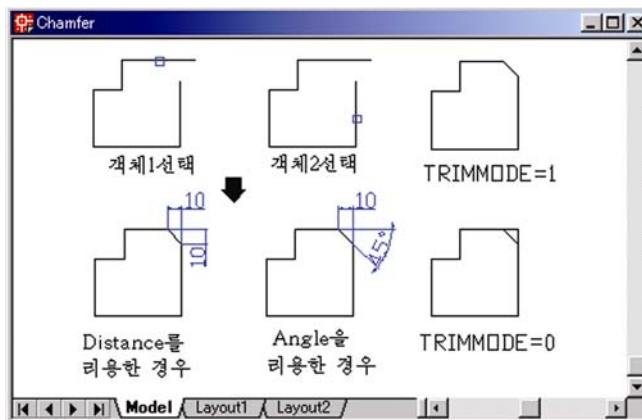 Chamfer
객체1선택
객체2선택
TRIMMODE=1
10
10
10
45°
Distance를
리용한 경우
Angle을
리용한 경우
TRIMMODE=0
Model
Layout1
Layout2